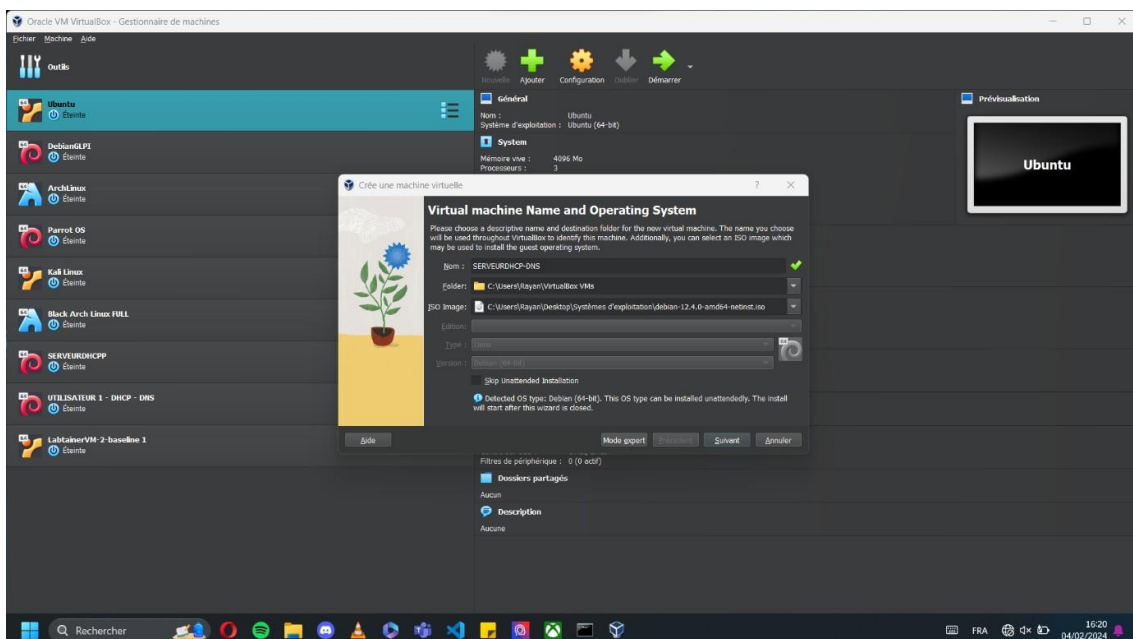 Oracle VM VirtualBox - Gestionnaire de machines
Fichier Machine Aide
Outils
Nouvelle Ajouter Configuration Oublier Démarrer
Ubuntu
Éteinte
DebianGLPI
Éteinte
ArchLinux
Éteinte
Parrot OS
Éteinte
Kali Linux
Éteinte
Black Arch Linux FULL
Éteinte
SERVEURDHCPP
Éteinte
UTILISATEUR 1 - DHCP - DNS
Éteinte
LabtainerVM-2-baseline 1
Éteinte
Général
Nom : Ubuntu
Système d'exploitation : Ubuntu (64-bit)
System
Mémoire vive : 4096 Mo
Processeurs : 3
Prévisualisation
Ubuntu
Crée une machine virtuelle
Virtual machine Name and Operating System
Please choose a descriptive name and destination folder for the new virtual machine. The name you choose
will be used throughout VirtualBox to identify this machine. Additionally, you can select an ISO image which
may be used to install the guest operating system.
Nom : SERVEURDHCP-DNS
Folder: C:\Users\Rayan\VirtualBox VMs
ISO Image: C:\Users\Rayan\Desktop\Systèmes d'exploitation\debian-12.4.0-amd64-netinst.iso
Edition:
Type : Linux
Version : Debian (64-bit)
Skip Unattended Installation
Detected OS type: Debian (64-bit). This OS type can be installed unattendedly. The install
will start after this wizard is closed.
Aide Mode expert Précédent Suivant Annuler
Filtres de périphérique : 0 (0 actif)
Dossiers partagés
Aucun
Description
Aucune
Rechercher
FRA
16:20
04/02/2024